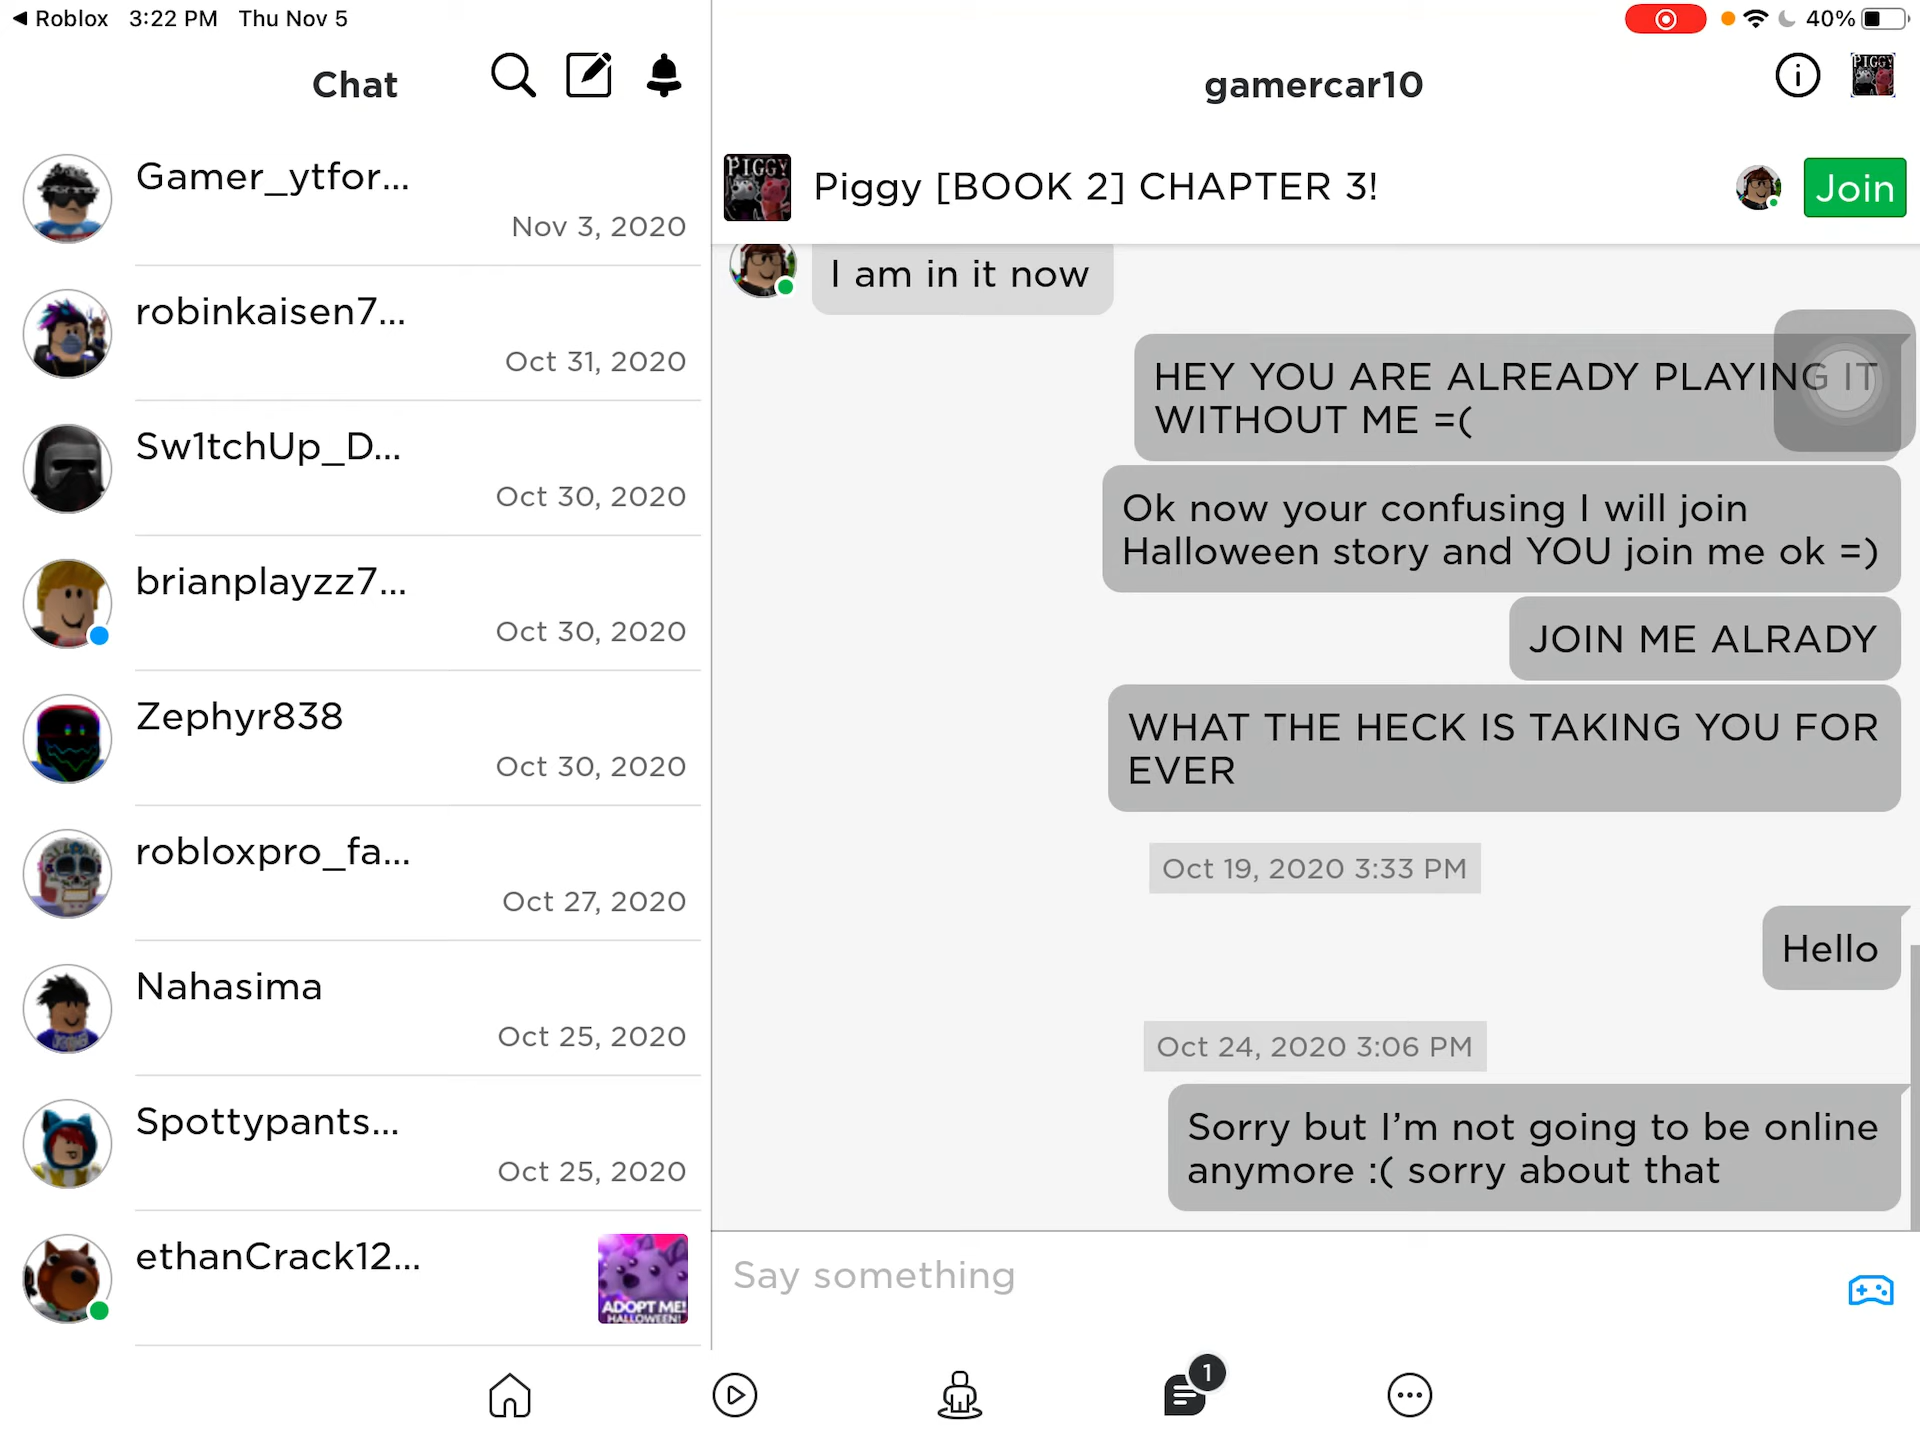 Roblox 3:22 PM Thu Nov 5
40%
Chat
Gamer_ytfor...
Nov 3, 2020
robinkaisen7...
Oct 31, 2020
Sw1tchUp_D...
Oct 30, 2020
brianplayzz7...
Oct 30, 2020
Zephyr838
Oct 30, 2020
robloxpro_fa...
Oct 27, 2020
Nahasima
Oct 25, 2020
Spottypants...
Oct 25, 2020
ethanCrack12...
ADOPT ME!
HALLOWEEN!
gamercar10
PIGGY
PIGGY
Piggy [BOOK 2] CHAPTER 3!
Join
I am in it now
HEY YOU ARE ALREADY PLAYING IT
WITHOUT ME =(
Ok now your confusing I will join
Halloween story and YOU join me ok =)
JOIN ME ALRADY
WHAT THE HECK IS TAKING YOU FOR
EVER
Oct 19, 2020 3:33 PM
Hello
Oct 24, 2020 3:06 PM
Sorry but I’m not going to be online
anymore :( sorry about that
Say something
1